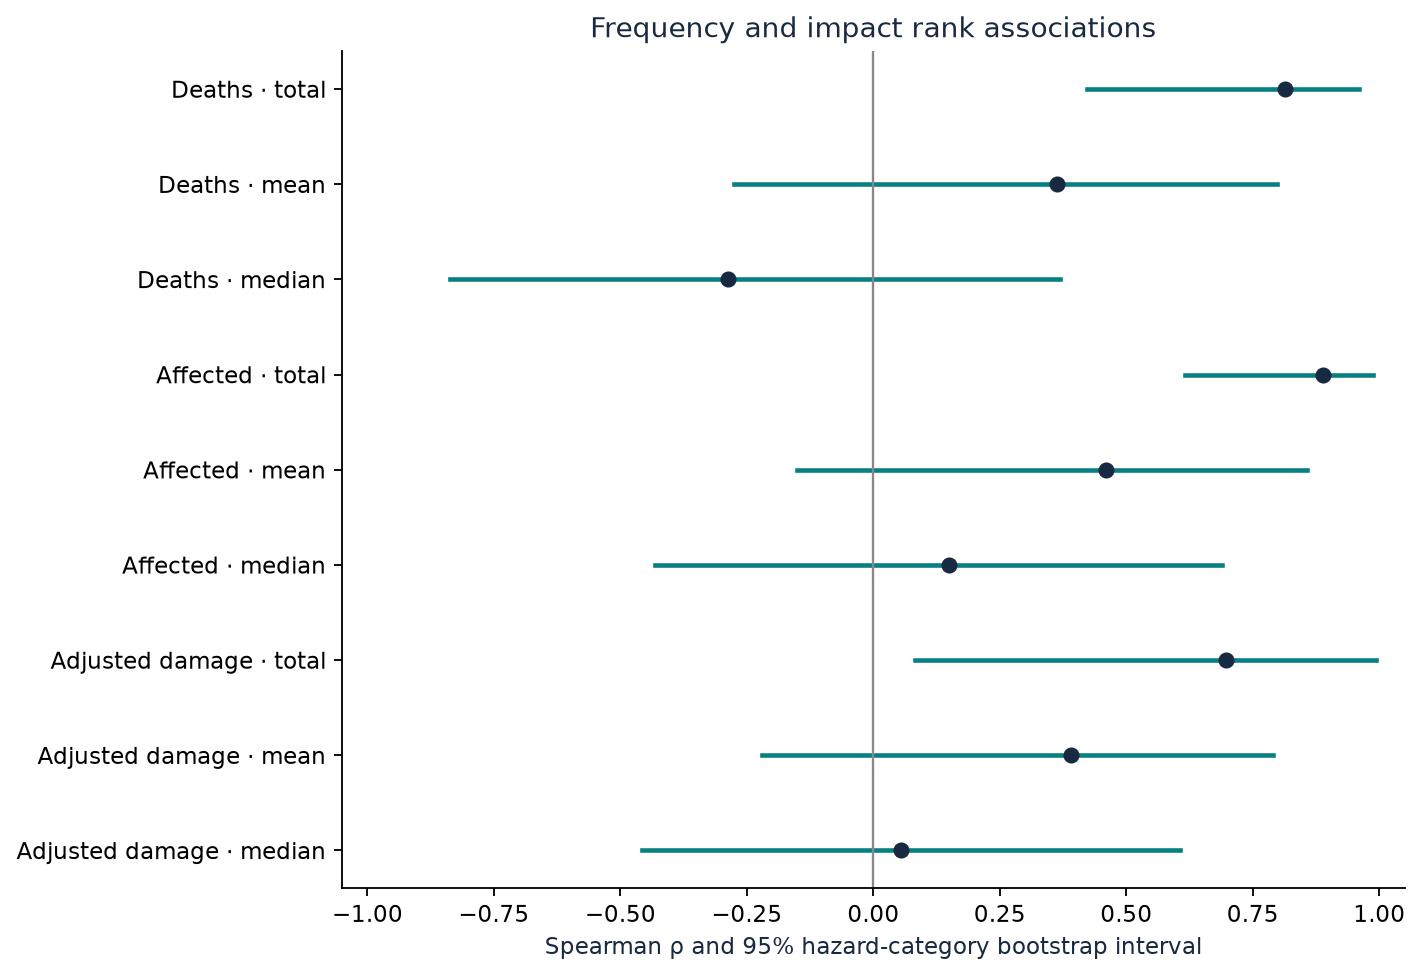 Frequency and impact rank associations
Deaths · total
Deaths · mean
Deaths · median
Affected · total
Affected · mean
Affected · median
Adjusted damage · total
Adjusted damage · mean
Adjusted damage · median
−1.00 −0.75 −0.50 −0.25 0.00 0.25 0.50 0.75 1.00
Spearman ρ and 95% hazard-category bootstrap interval